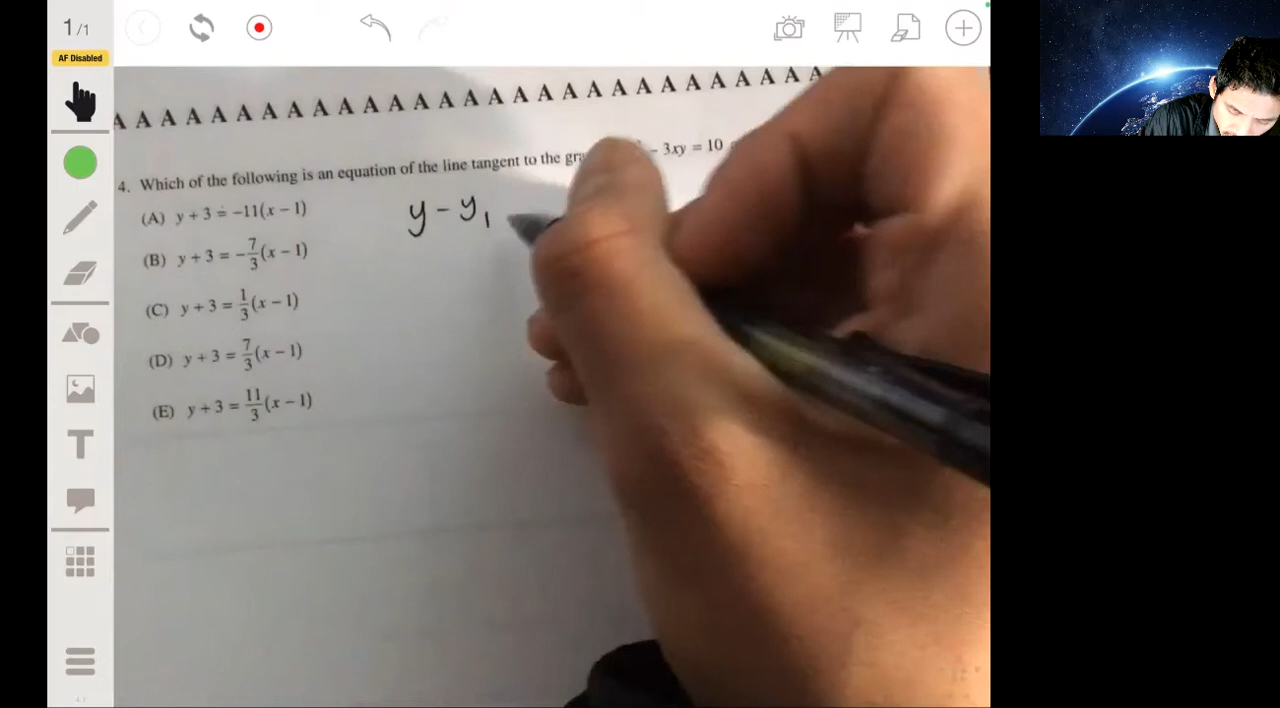 1/1
AF Disabled
A A A A A A A A A A A A A A A A A A A A A A A A A A A A A
4. Which of the following is an equation of the line tangent to the – 3xy = 10
(A) y + 3 = –11(x – 1)
y – y₁
(B) y + 3 = –7/3(x – 1)
(C) y + 3 = 1/3(x – 1)
(D) y + 3 = 7/3(x – 1)
(E) y + 3 = 11/3(x – 1)
T